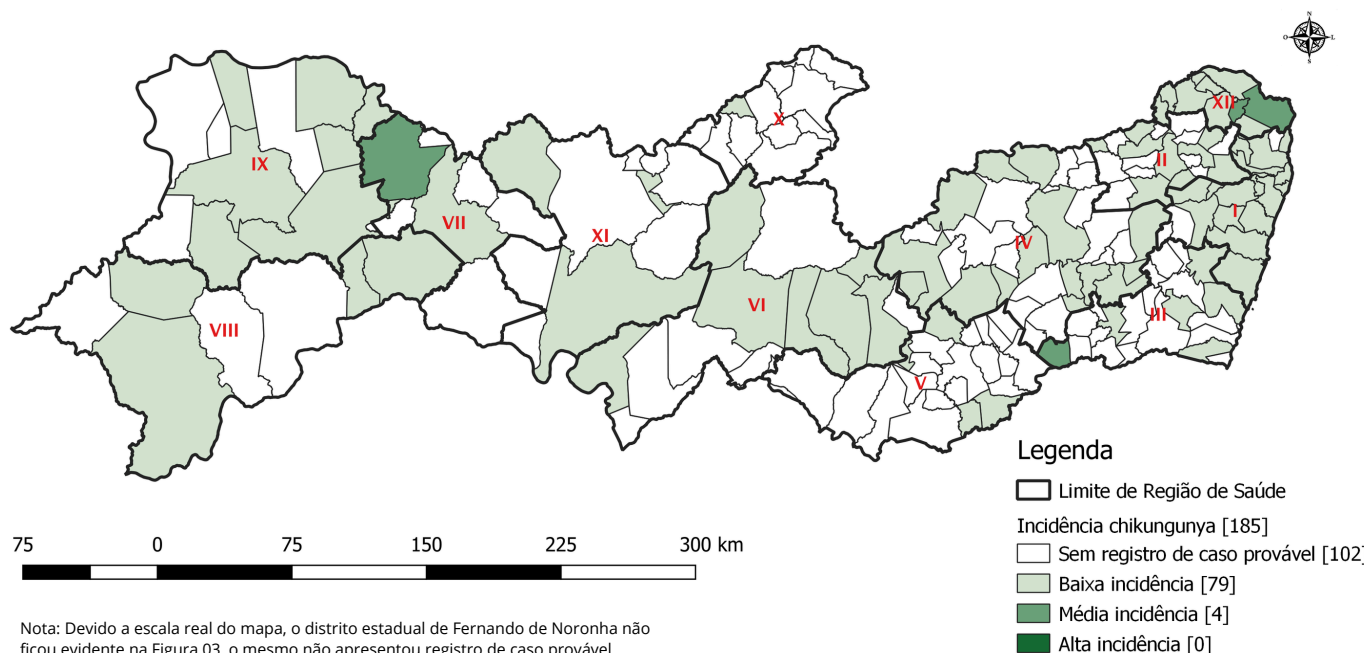 N
O
L
S
X
XII
II
IX
I
VII
XI
IV
VI
III
VIII
V
Legenda
Limite de Região de Saúde
Incidência chikungunya [185]
Sem registro de caso provável [102]
Baixa incidência [79]
Média incidência [4]
Alta incidência [0]
75 0 75 150 225 300 km
Nota: Devido a escala real do mapa, o distrito estadual de Fernando de Noronha não
ficou evidente na Figura 03, o mesmo não apresentou registro de caso provável